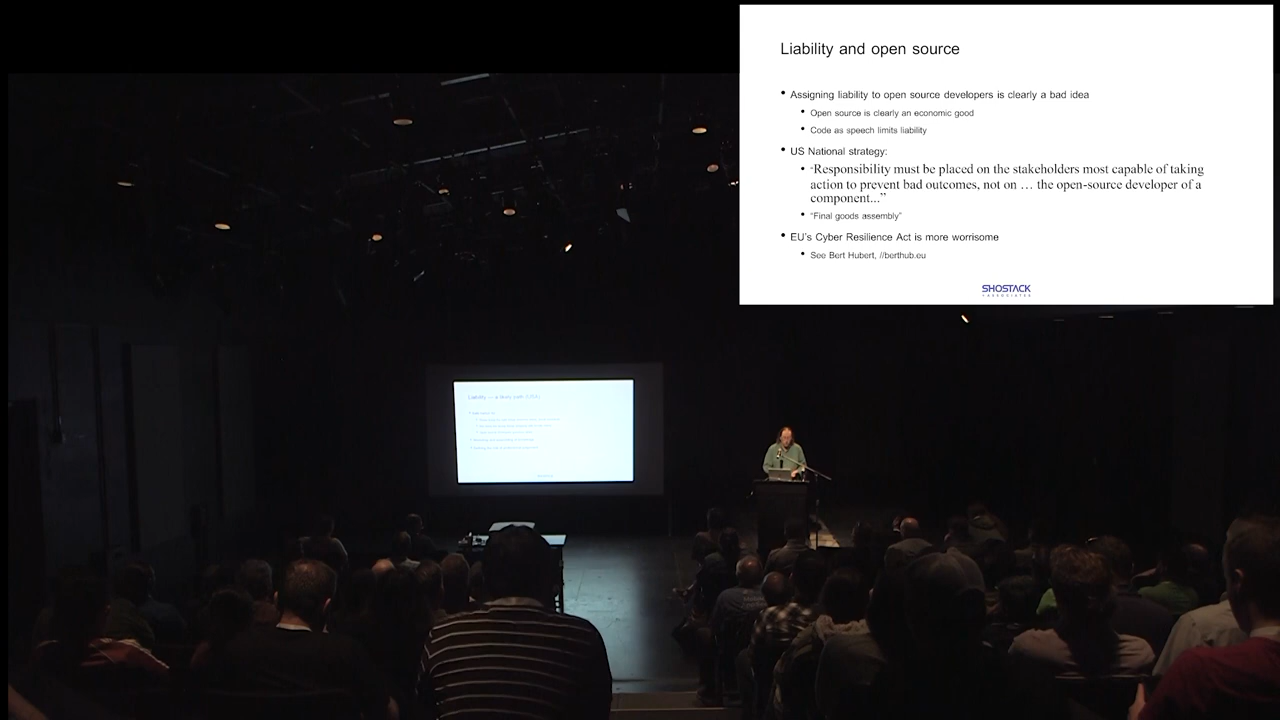 Liability and open source
• Assigning liability to open source developers is clearly a bad idea
• Open source is clearly an economic good
• Code as speech limits liability
• US National strategy:
• “Responsibility must be placed on the stakeholders most capable of taking
action to prevent bad outcomes, not on … the open-source developer of a
component...”
• “Final goods assembly”
• EU’s Cyber Resilience Act is more worrisome
• See Bert Hubert, //berthub.eu
SHOSTACK
+ ASSOCIATES